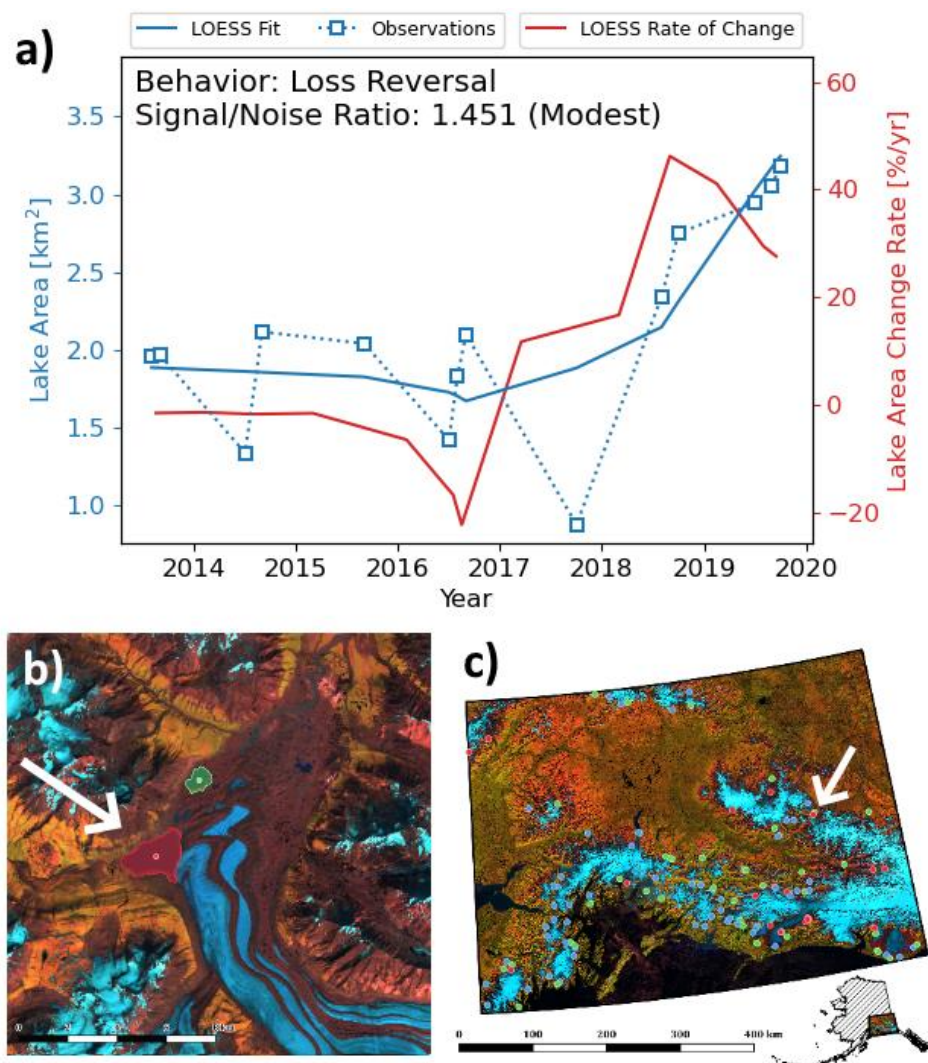 LOESS Fit Observations LOESS Rate of Change
a)
Behavior: Loss Reversal
Signal/Noise Ratio: 1.451 (Modest)
Lake Area [km²]
3.5
3.0
2.5
2.0
1.5
1.0
60
40
20
0
−20
Lake Area Change Rate [%/yr]
2014 2015 2016 2017 2018 2019 2020
Year
b)
c)
0
0 100 200 300 400 km